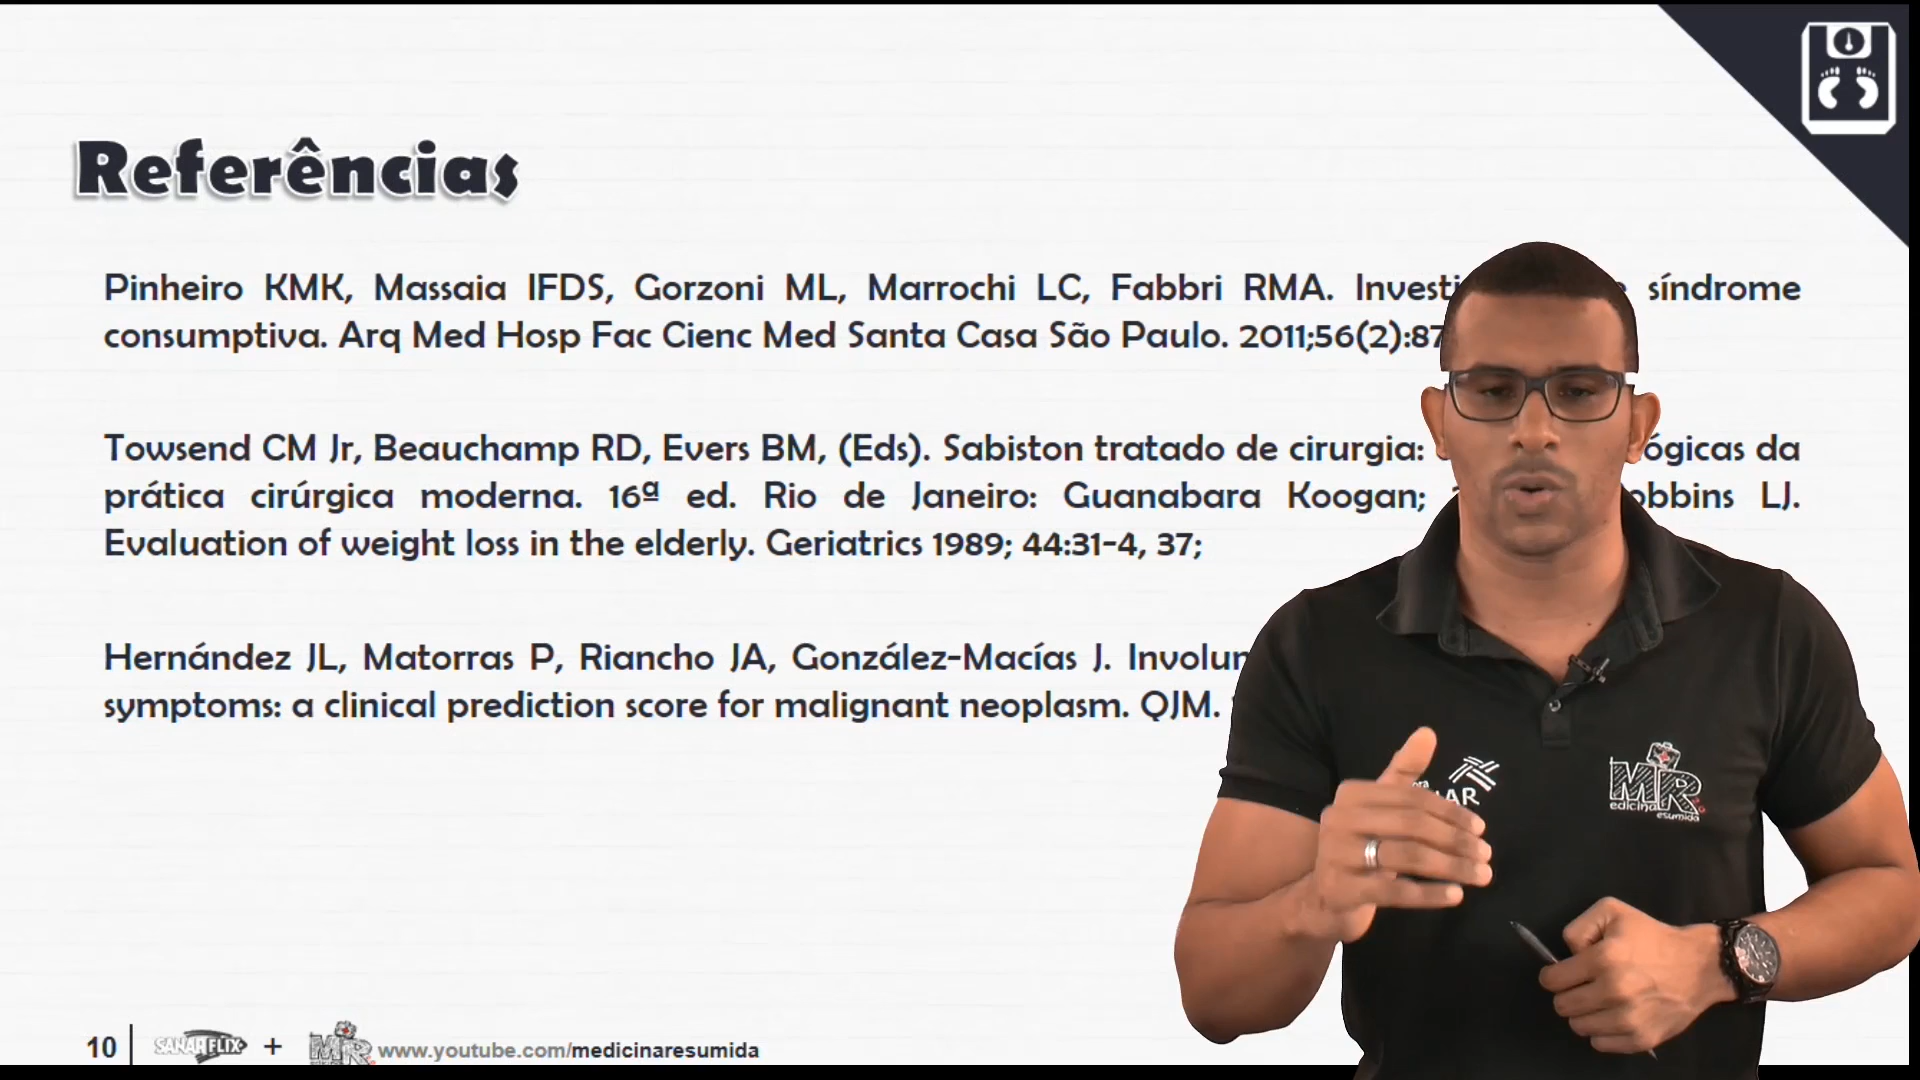 Referências
Pinheiro KMK, Massaia IFDS, Gorzoni ML, Marrochi LC, Fabbri RMA. síndrome
consumptiva. Arq Med Hosp Fac Cienc Med Santa Casa São Paulo. 2011;56(2):87
Towsend CM Jr, Beauchamp RD, Evers BM, (Eds). Sabiston tratado de cirurgia: da
prática cirúrgica moderna. 16ª ed. Rio de Janeiro: Guanabara Koogan; LJ.
Evaluation of weight loss in the elderly. Geriatrics 1989; 44:31-4, 37;
Hernández JL, Matorras P, Riancho JA, González-Macías J.
symptoms: a clinical prediction score for malignant neoplasm. QJM.
MR
edicina
esumida
10 SANARFLIX + MR www.youtube.com/medicinaresumida